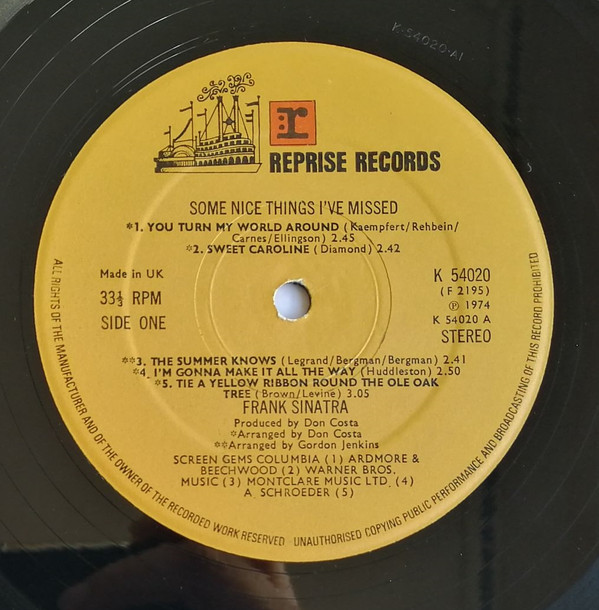 K-54020-A1
r
REPRISE RECORDS
SOME NICE THINGS I'VE MISSED
*1. YOU TURN MY WORLD AROUND (Kaempfert/Rehbein/
Carnes/Ellingson) 2.45
*2. SWEET CAROLINE (Diamond) 2.42
Made in UK
33⅓ RPM
SIDE ONE
K 54020
(F 2195)
℗ 1974
K 54020 A
STEREO
**3. THE SUMMER KNOWS (Legrand/Bergman/Bergman) 2.41
*4. I'M GONNA MAKE IT ALL THE WAY (Huddleston) 2.50
*5. TIE A YELLOW RIBBON ROUND THE OLE OAK
TREE (Brown/Levine) 3.05
FRANK SINATRA
Produced by Don Costa
*Arranged by Don Costa
**Arranged by Gordon Jenkins
SCREEN GEMS COLUMBIA (1) ARDMORE &
BEECHWOOD (2) WARNER BROS.
MUSIC (3) MONTCLARE MUSIC LTD. (4)
A. SCHROEDER (5)
ALL RIGHTS OF THE MANUFACTURER AND OF THE OWNER OF THE RECORDED WORK RESERVED - UNAUTHORISED COPYING PUBLIC PERFORMANCE AND BROADCASTING OF THIS RECORD PROHIBITED